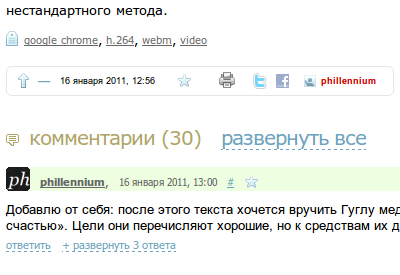 нестандартного метода.
google chrome, h.264, webm, video
— 16 января 2011, 12:56 phillennium
комментарии (30) развернуть все
ph phillennium, 16 января 2011, 13:00 #
Добавлю от себя: после этого текста хочется вручить Гуглу мед
счастью». Цели они перечисляют хорошие, но к средствам их д
ответить + развернуть 3 ответа